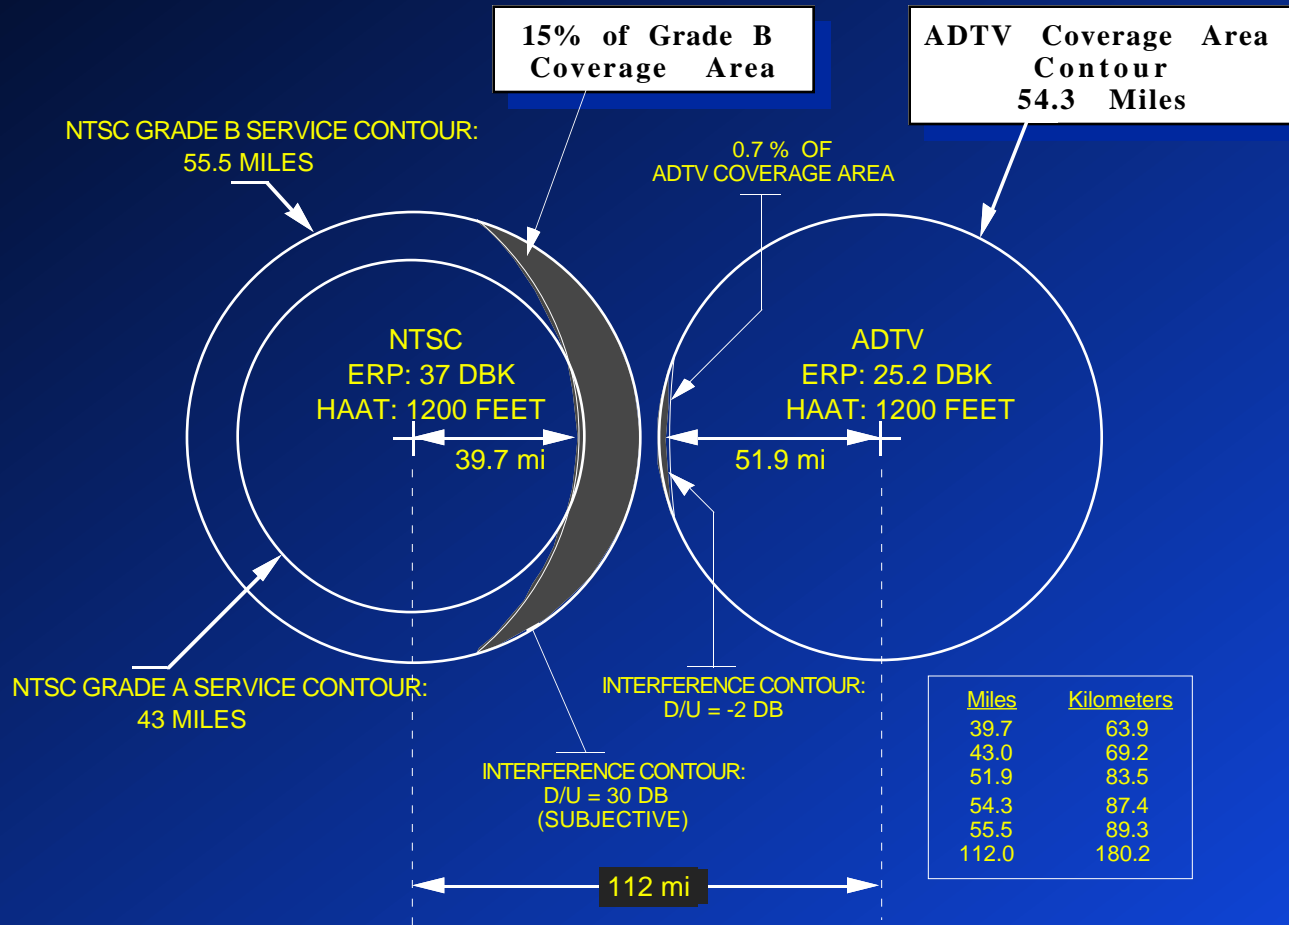 15% of Grade B
Coverage Area
ADTV Coverage Area
Contour
54.3 Miles
NTSC GRADE B SERVICE CONTOUR:
55.5 MILES
0.7 % OF
ADTV COVERAGE AREA
NTSC
ERP: 37 DBK
HAAT: 1200 FEET
39.7 mi
ADTV
ERP: 25.2 DBK
HAAT: 1200 FEET
51.9 mi
NTSC GRADE A SERVICE CONTOUR:
43 MILES
INTERFERENCE CONTOUR:
D/U = -2 DB
INTERFERENCE CONTOUR:
D/U = 30 DB
(SUBJECTIVE)
Miles Kilometers
39.7 63.9
43.0 69.2
51.9 83.5
54.3 87.4
55.5 89.3
112.0 180.2
112 mi